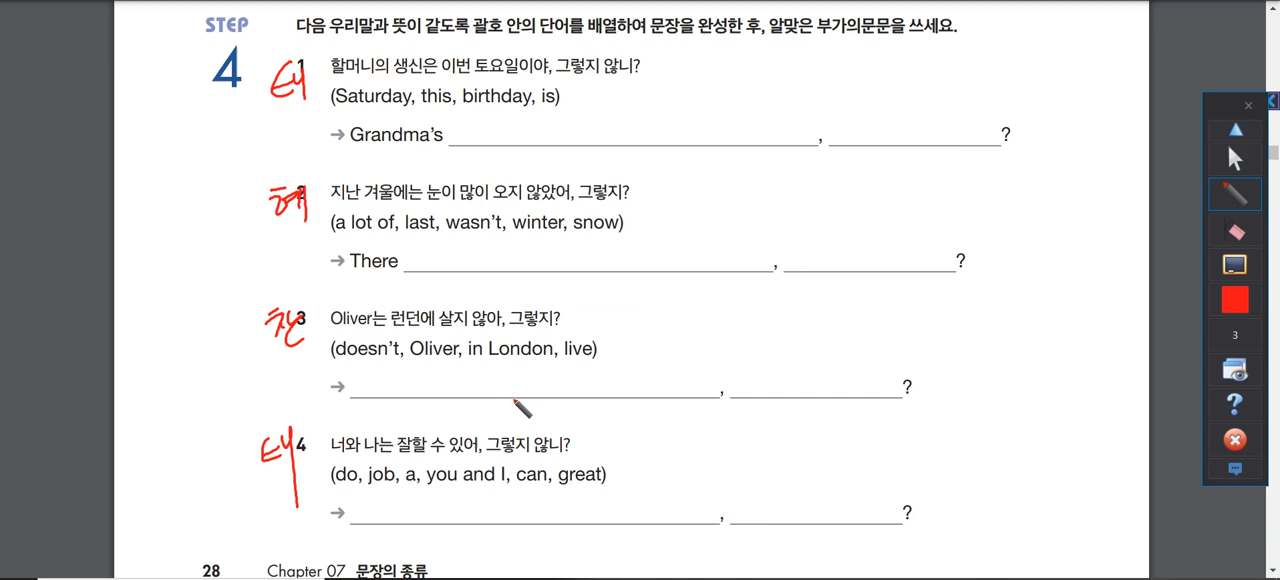 STEP 4
다음 우리말과 뜻이 같도록 괄호 안의 단어를 배열하여 문장을 완성한 후, 알맞은 부가의문문을 쓰세요.
태 1 할머니의 생신은 이번 토요일이야, 그렇지 않니?
(Saturday, this, birthday, is)
→ Grandma's , ?
2 지난 겨울에는 눈이 많이 오지 않았어, 그렇지?
(a lot of, last, wasn't, winter, snow)
→ There , ?
찬 3 Oliver는 런던에 살지 않아, 그렇지?
(doesn't, Oliver, in London, live)
→ , ?
태 4 너와 나는 잘할 수 있어, 그렇지 않니?
(do, job, a, you and I, can, great)
→ , ?
28 Chapter 07 문장의 종류
3